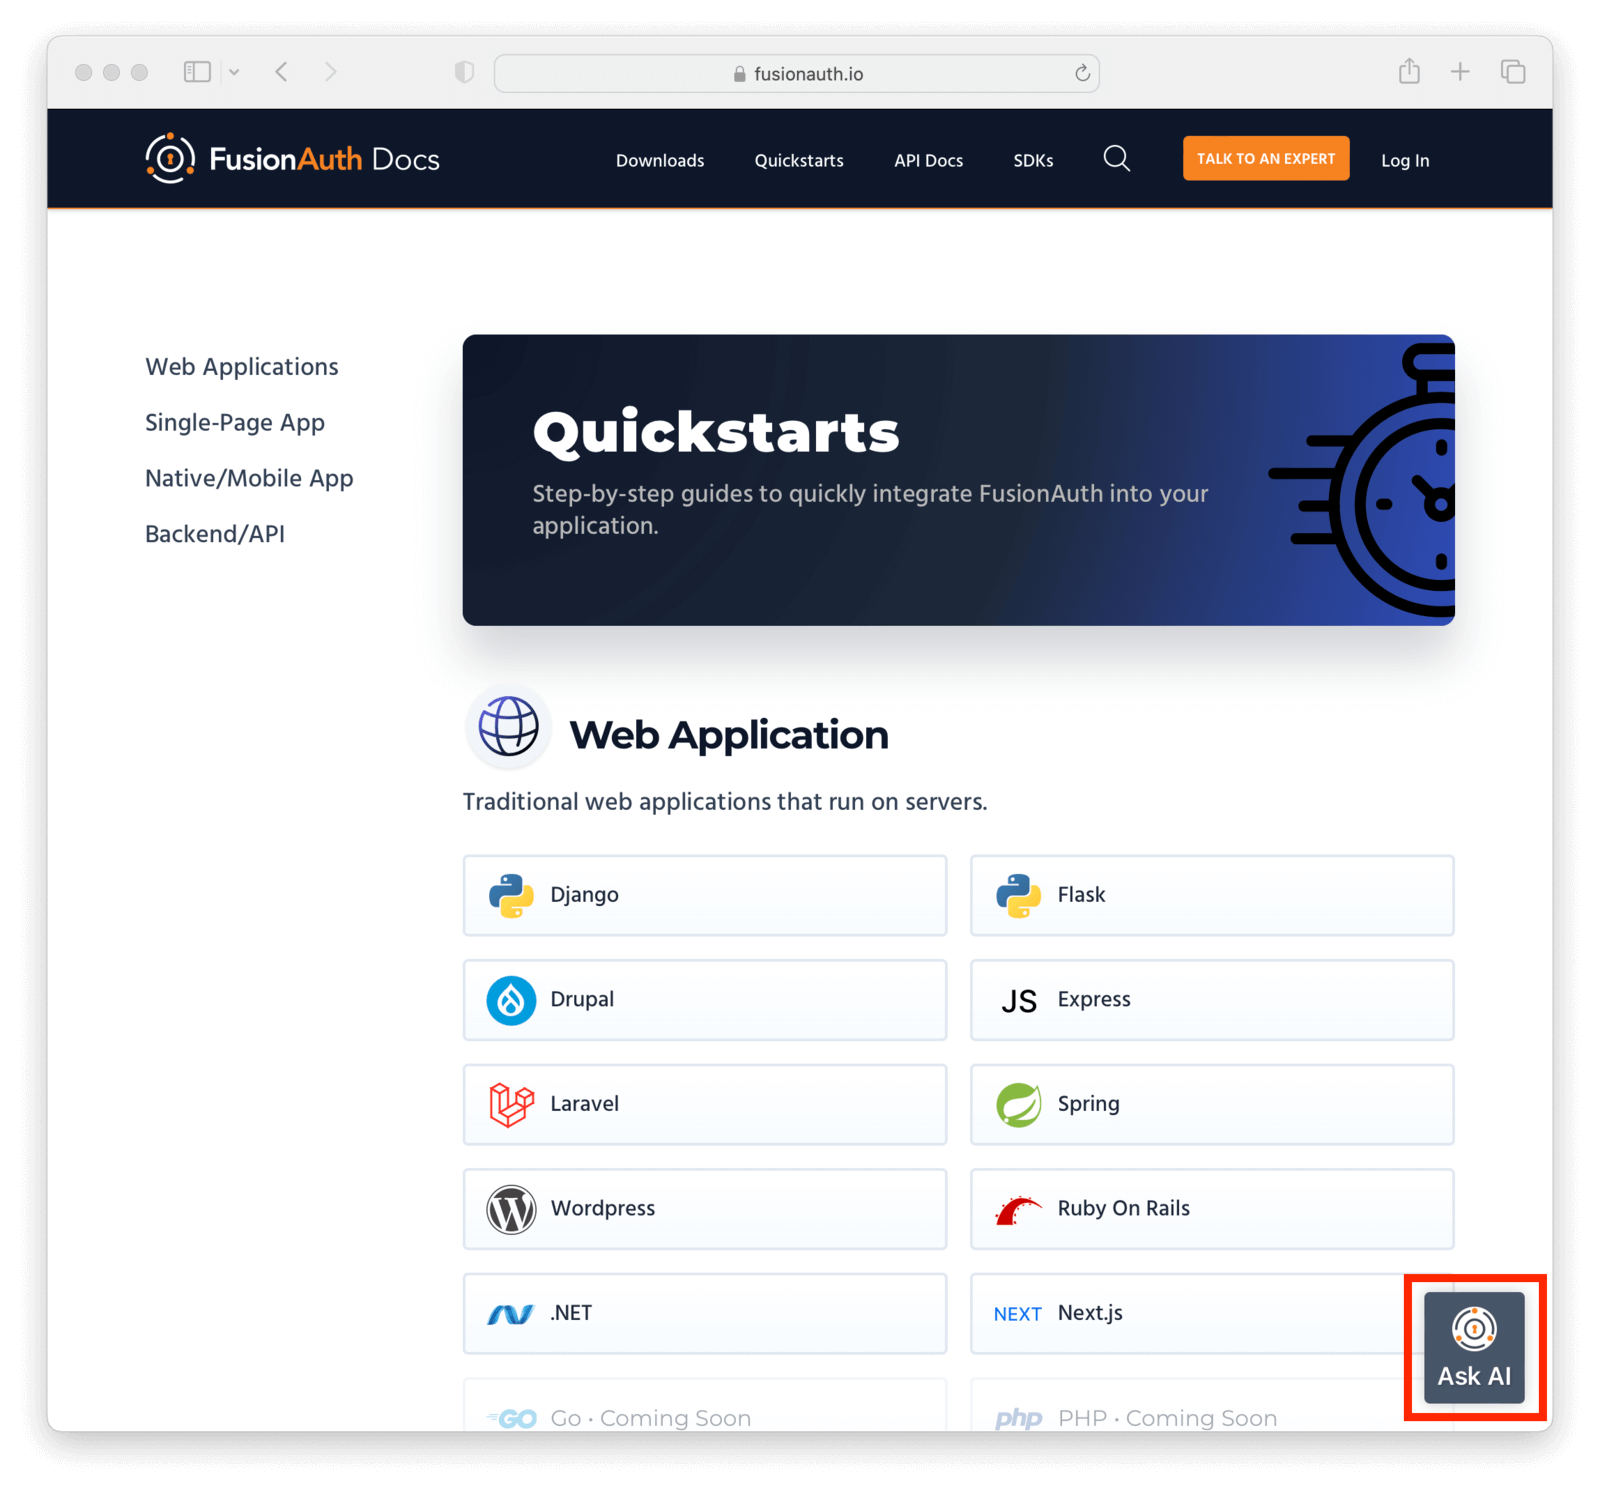 fusionauth.io
FusionAuth Docs
Downloads
Quickstarts
API Docs
SDKs
TALK TO AN EXPERT
Log In
Web Applications
Single-Page App
Native/Mobile App
Backend/API
Quickstarts
Step-by-step guides to quickly integrate FusionAuth into your
application.
Web Application
Traditional web applications that run on servers.
Django
Flask
Drupal
JS Express
Laravel
Spring
W Wordpress
Ruby On Rails
.NET
NEXT Next.js
GO Go • Coming Soon
php PHP • Coming Soon
Ask AI